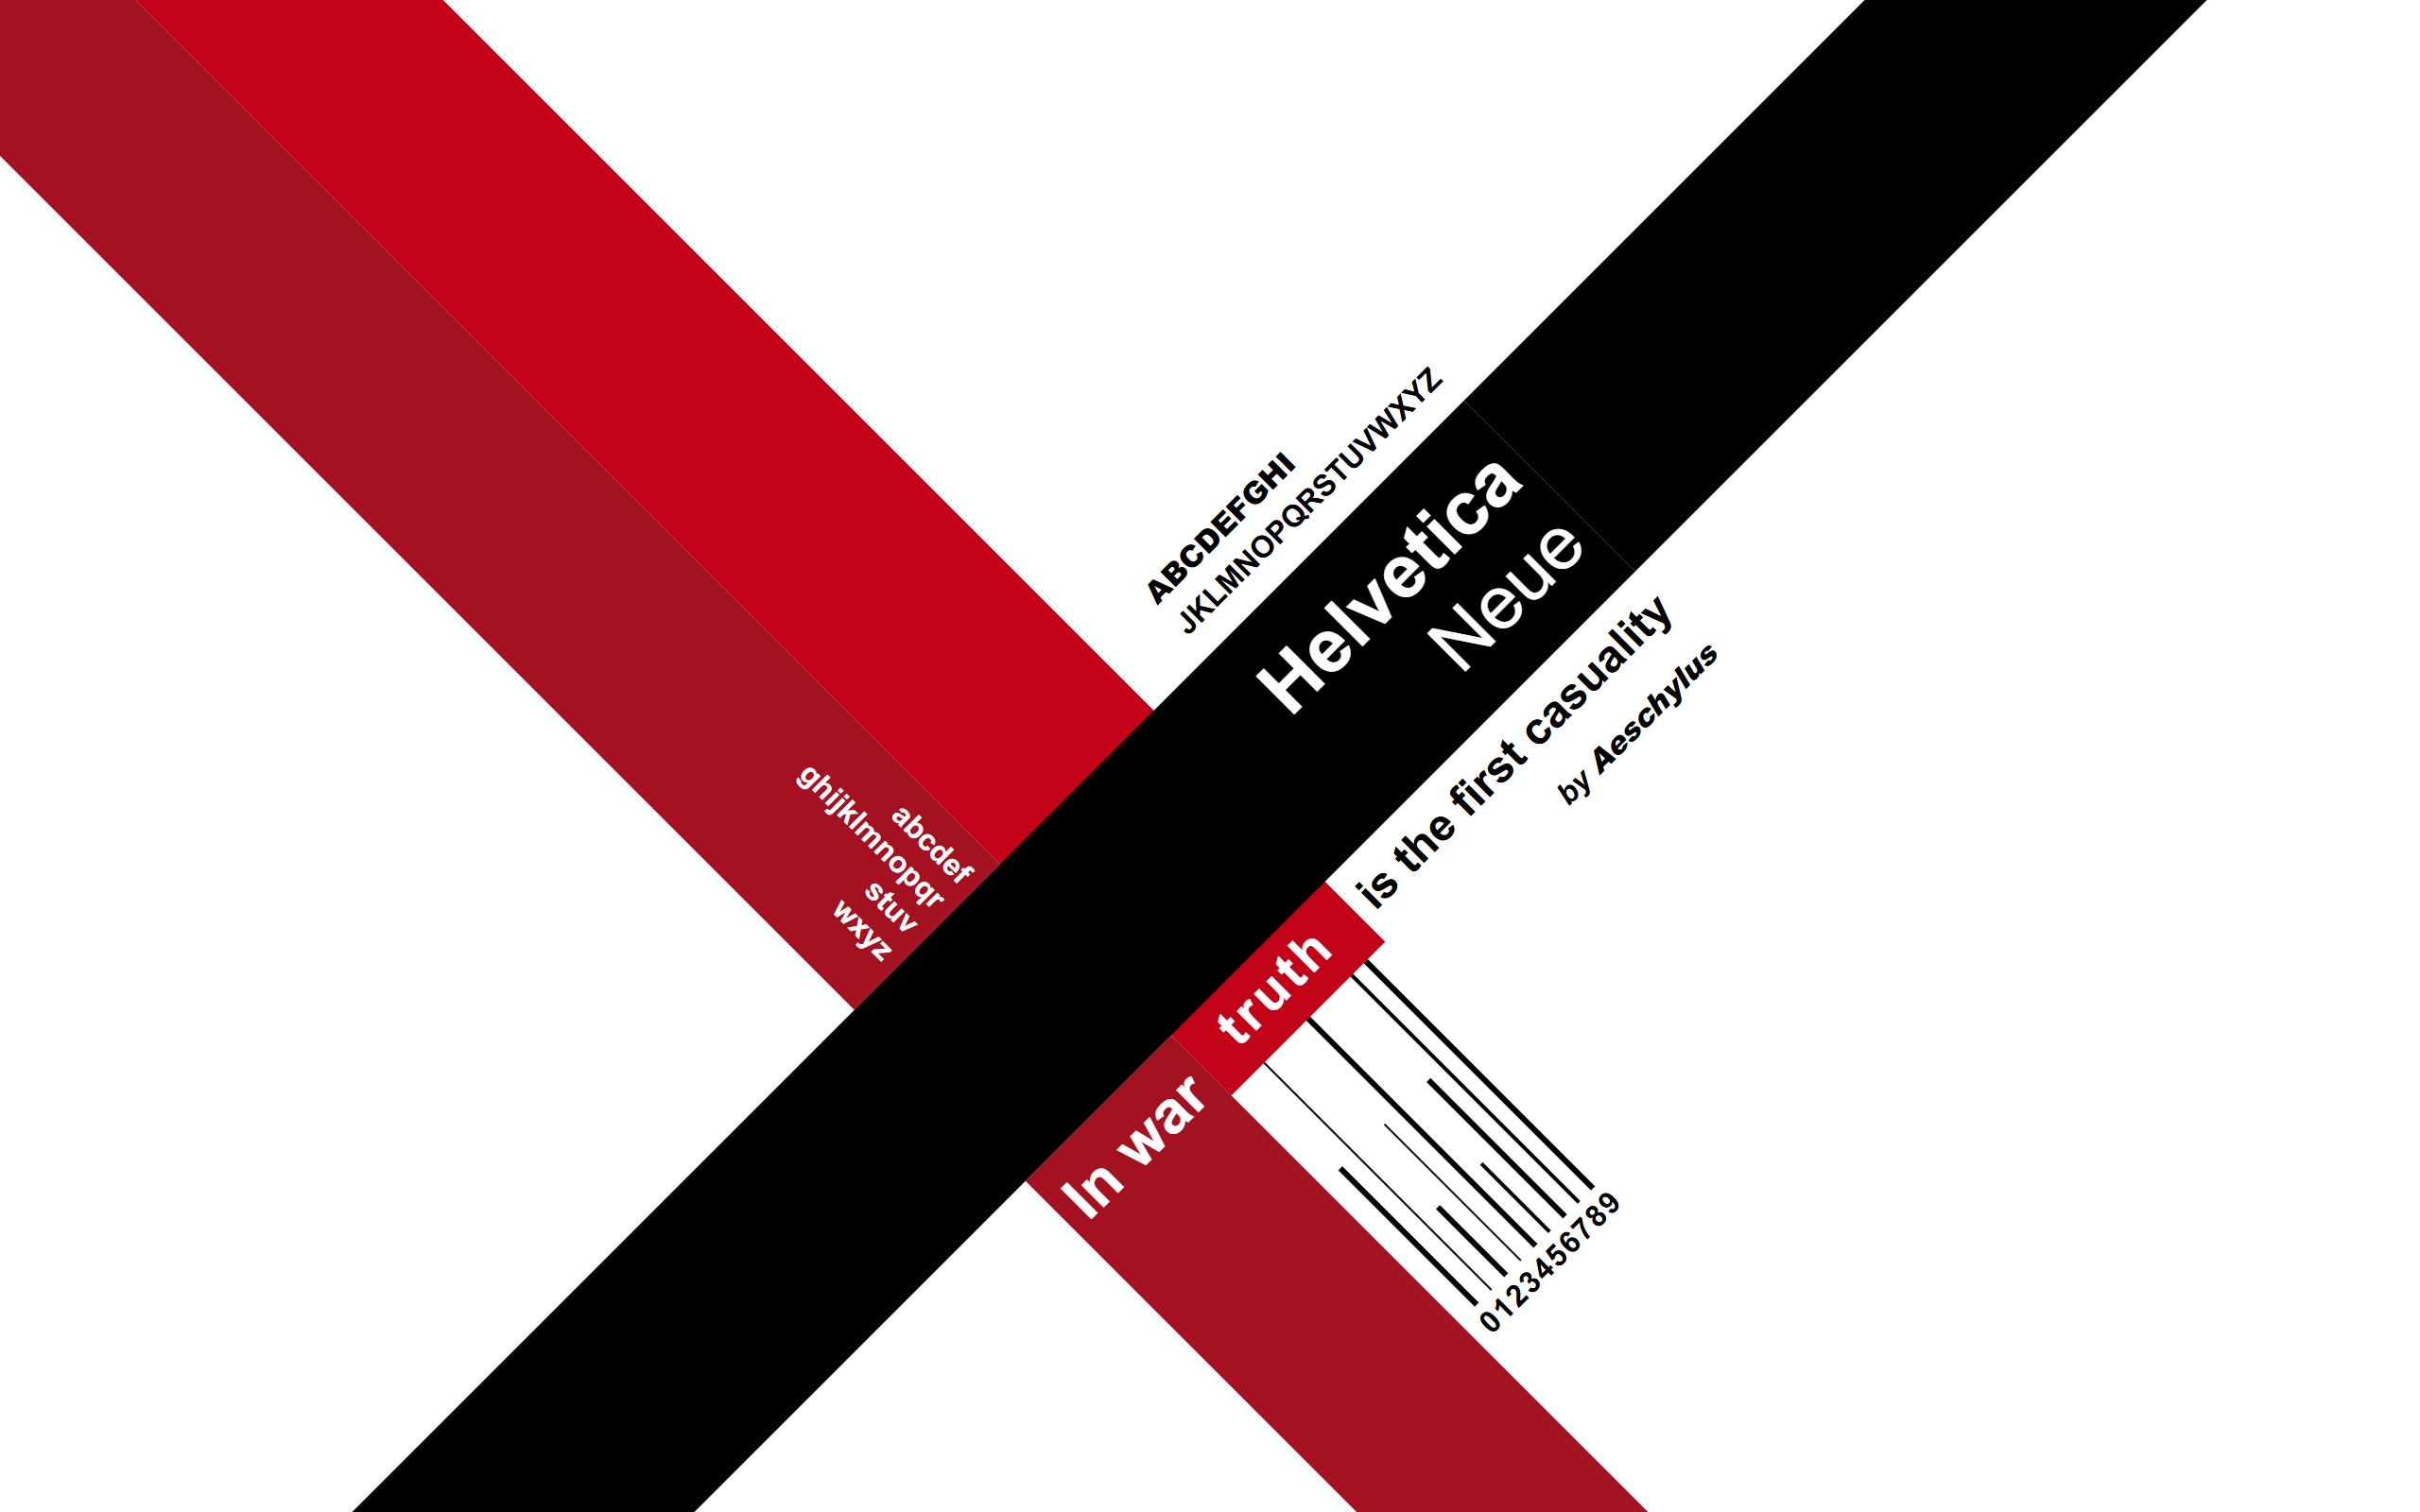 ABCDEFGHI
JKLMNOPQRSTUVWXYZ
Helvetica
Neue
abcdef
ghijklmnopqr
stuv
wxyz
In war truth is the first casuality
by Aeschylus
0123456789